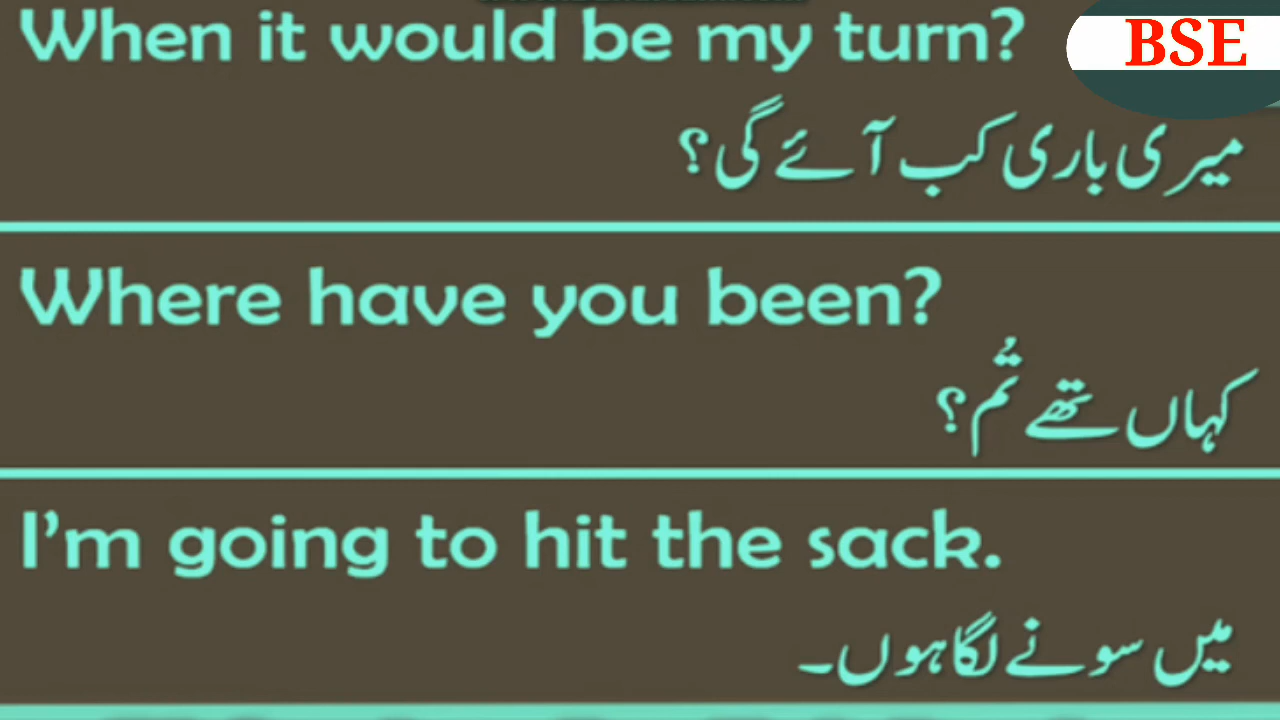 When it would be my turn?
BSE
میری باری کب آئے گی؟
Where have you been?
کہاں تھے تُم؟
I'm going to hit the sack.
میں سونے لگا ہوں۔